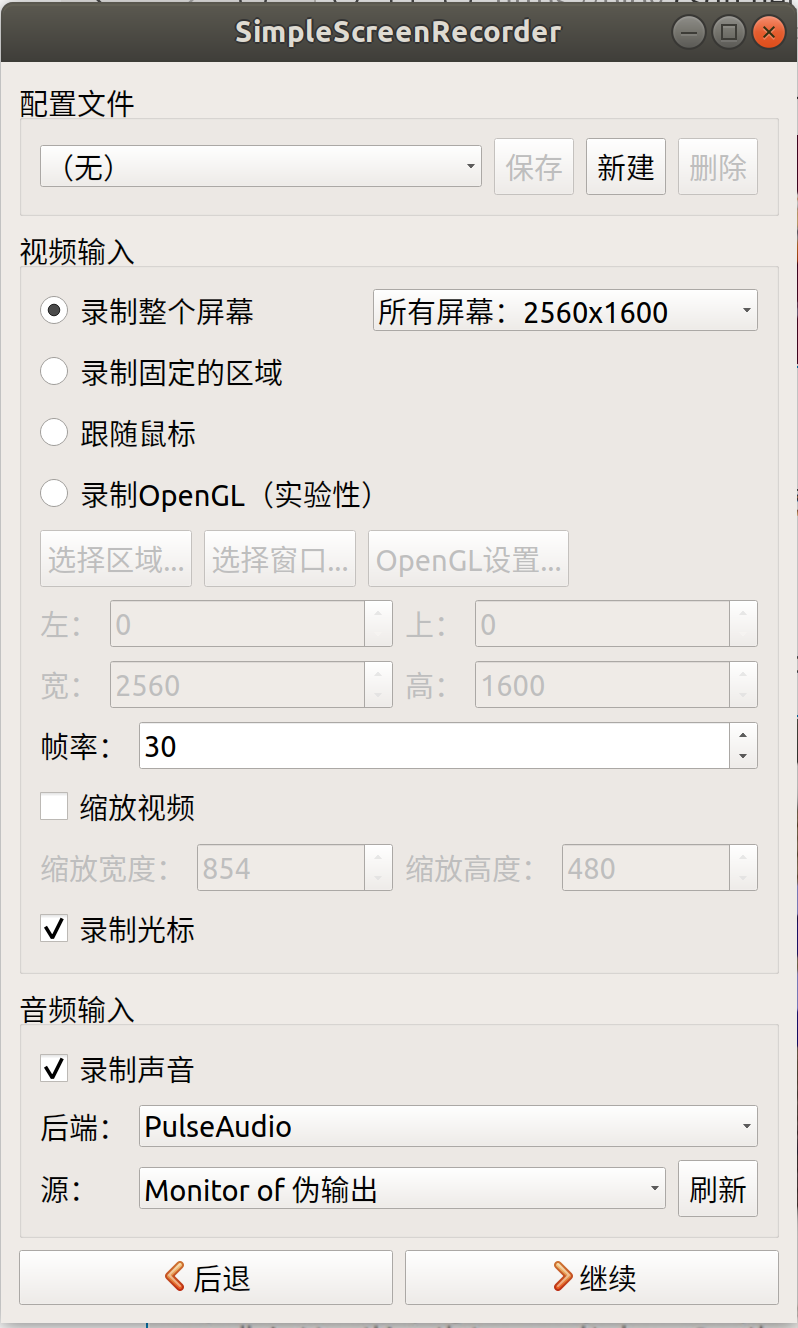 SimpleScreenRecorder
配置文件
（无） 保存 新建 删除
视频输入
录制整个屏幕 所有屏幕：2560x1600
录制固定的区域
跟随鼠标
录制OpenGL（实验性）
选择区域... 选择窗口... OpenGL设置...
左： 0 上： 0
宽： 2560 高： 1600
帧率： 30
缩放视频
缩放宽度： 854 缩放高度： 480
录制光标
音频输入
录制声音
后端： PulseAudio
源： Monitor of 伪输出 刷新
后退 继续